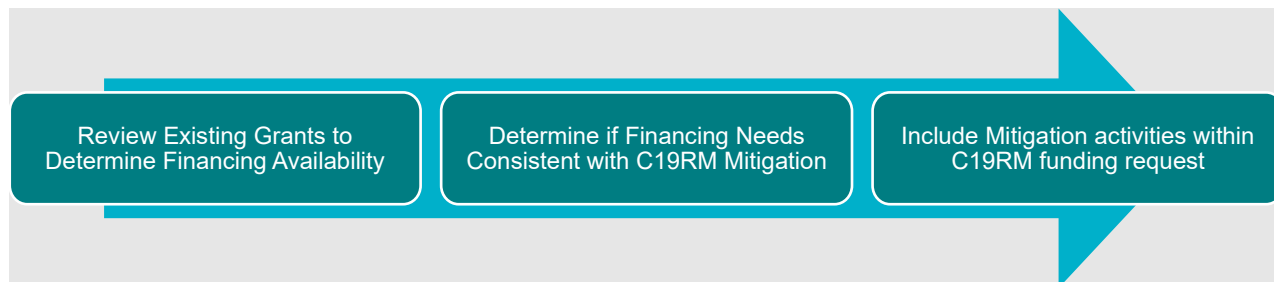 Review Existing Grants to
Determine Financing Availability
Determine if Financing Needs
Consistent with C19RM Mitigation
Include Mitigation activities within
C19RM funding request